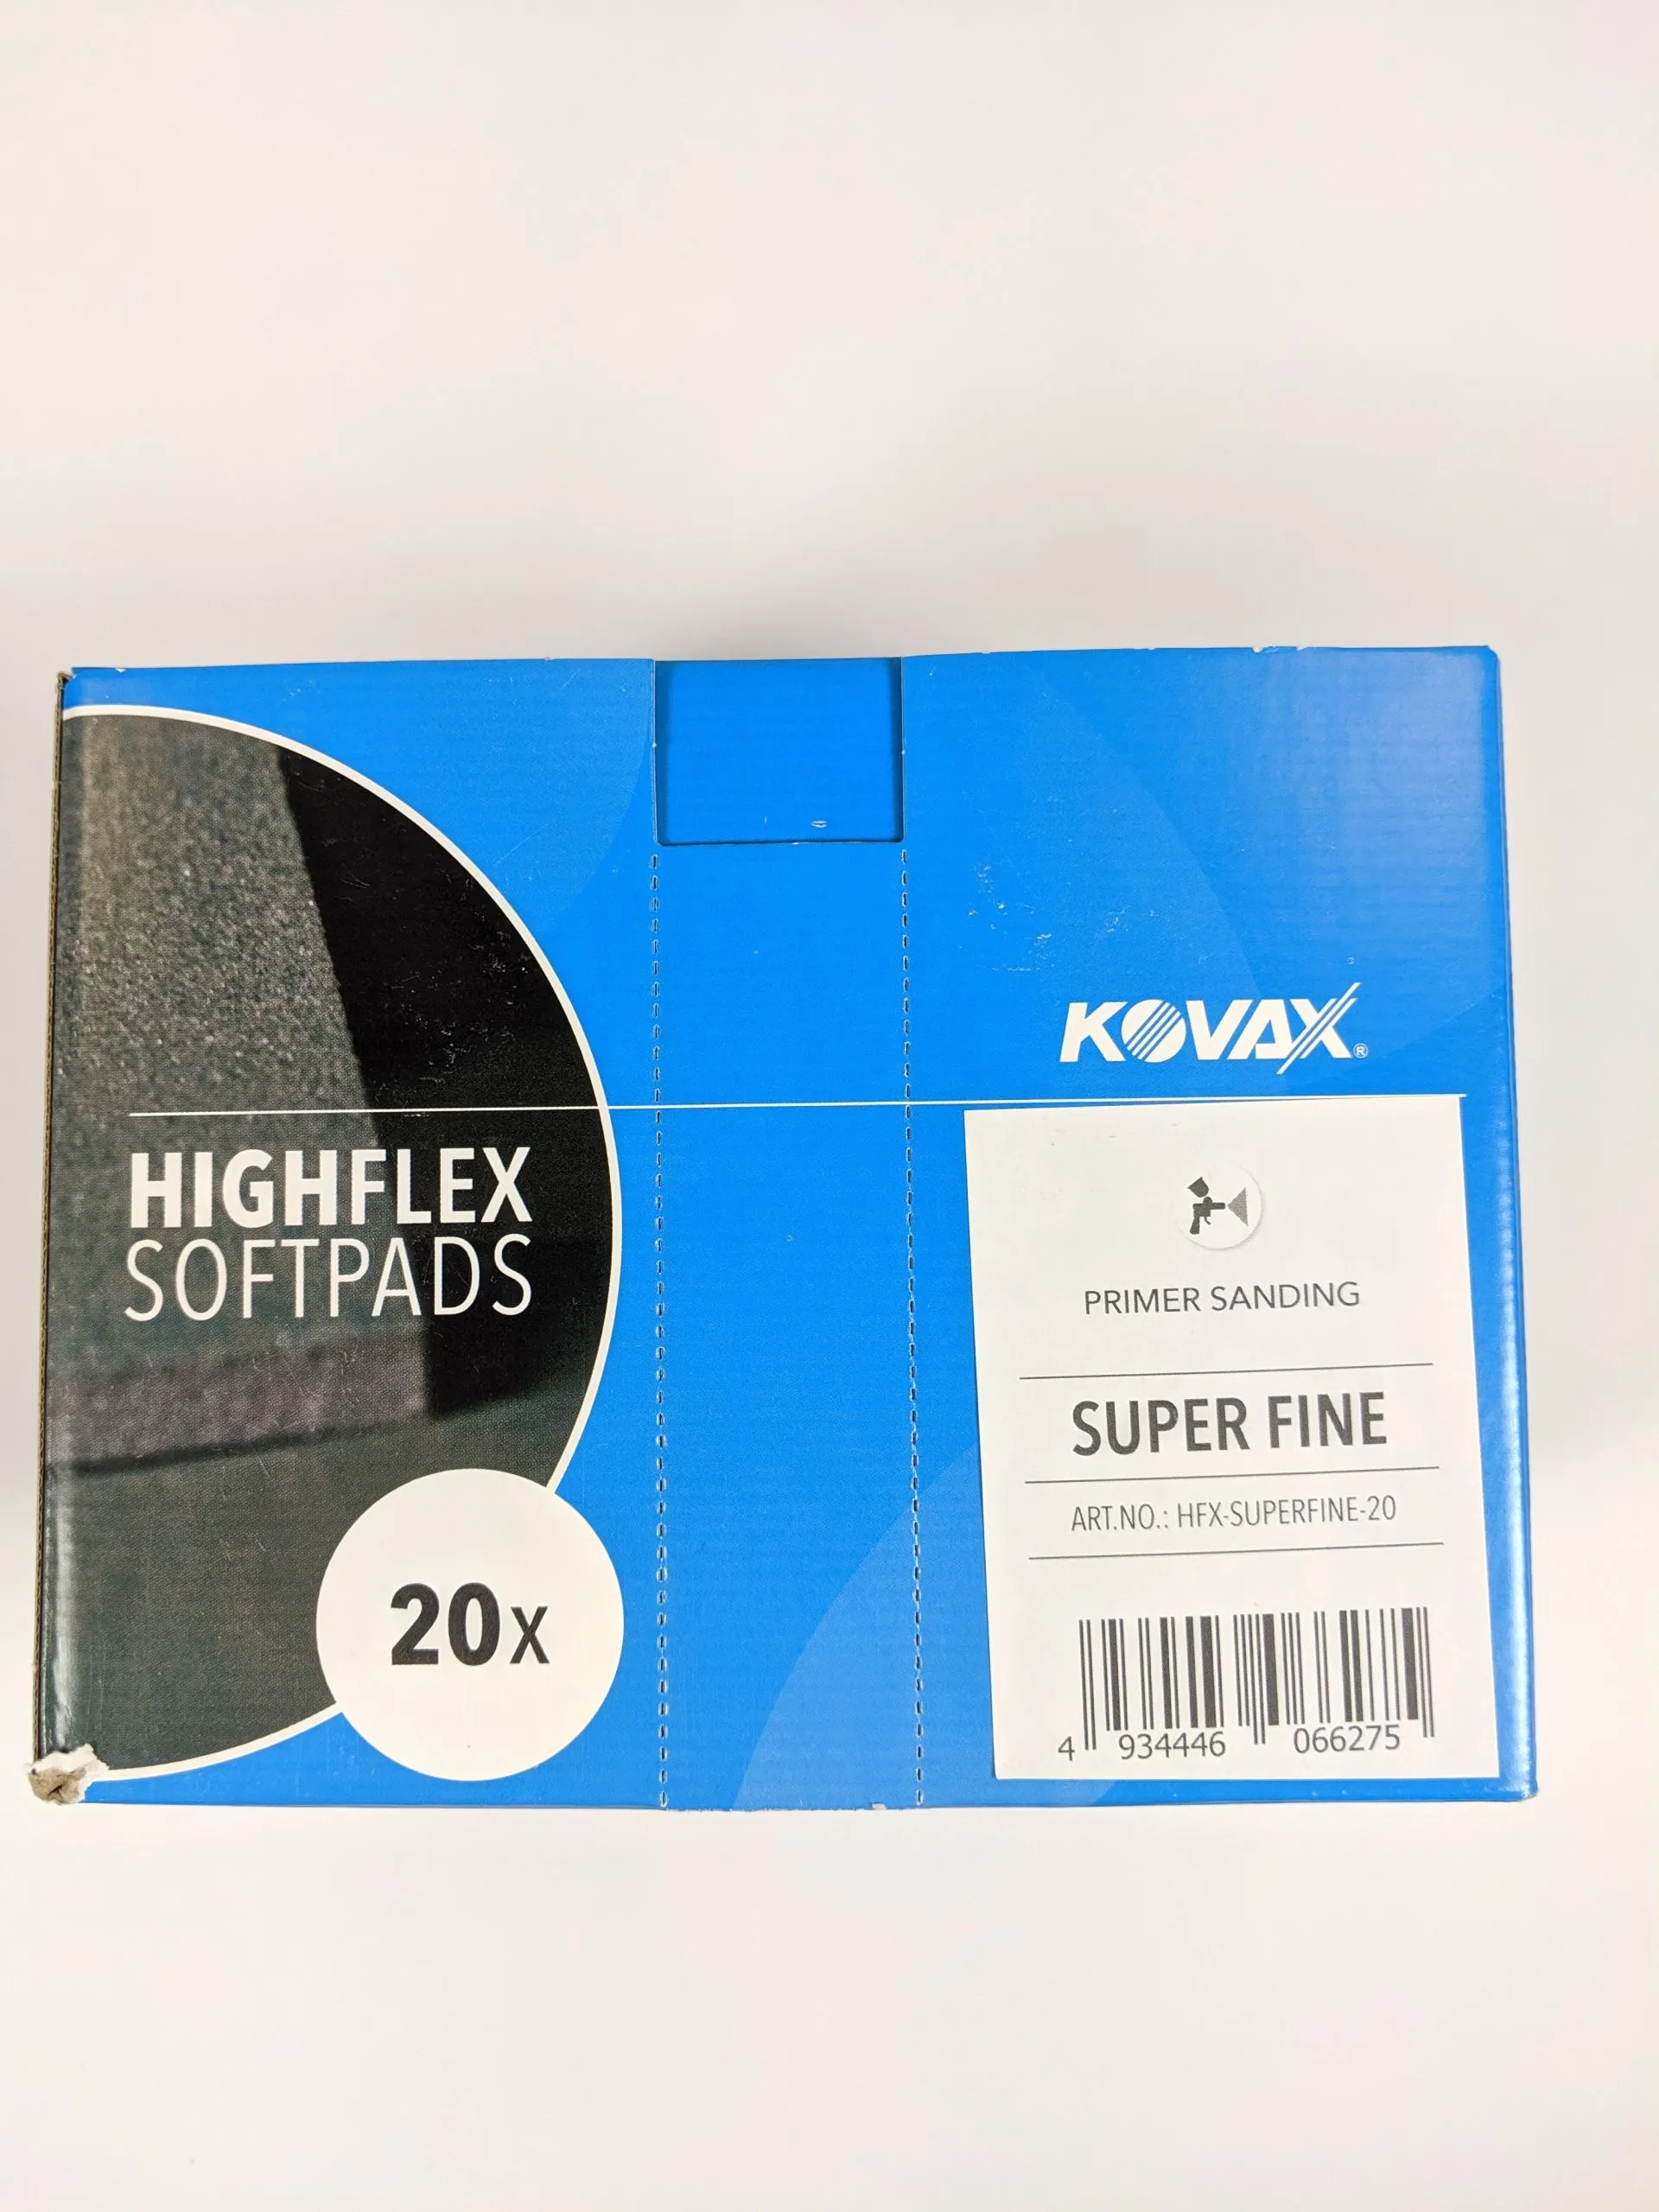 KOVAX®
HIGHFLEX
SOFTPADS
20x
PRIMER SANDING
SUPER FINE
ART.NO.: HFX-SUPERFINE-20
4 934446 066275